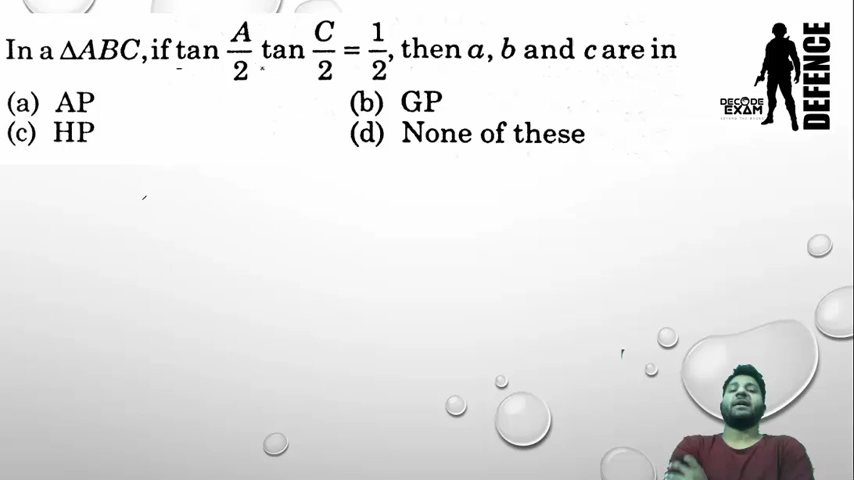 In a ΔABC, if tan A/2 tan C/2 = 1/2, then a, b and c are in
(a) AP (b) GP
(c) HP (d) None of these
DECODE
EXAM
DEFENCE